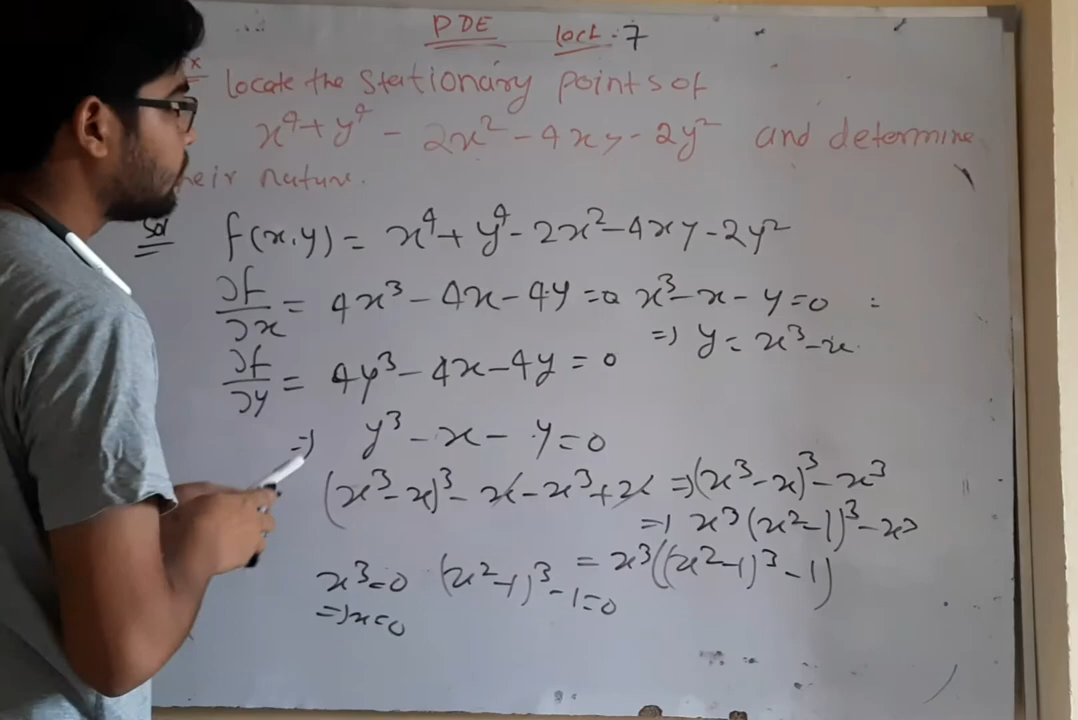 PDE lect. 7
Ex locate the stationary points of
x⁴ + y⁴ - 2x² - 4xy - 2y² and determine
their nature.
Sol f(x,y) = x⁴ + y⁴ - 2x² - 4xy - 2y²
∂f/∂x = 4x³ - 4x - 4y = 0 x³ - x - y = 0
⇒ y = x³ - x.
∂f/∂y = 4y³ - 4x - 4y = 0
⇒ y³ - x - y = 0
(x³ - x)³ - x - x³ + x ⇒ (x³ - x)³ - x³
⇒ x³(x² - 1)³ - x³
x³ = 0 (x² - 1)³ - 1 = 0 = x³((x² - 1)³ - 1)
⇒ x = 0